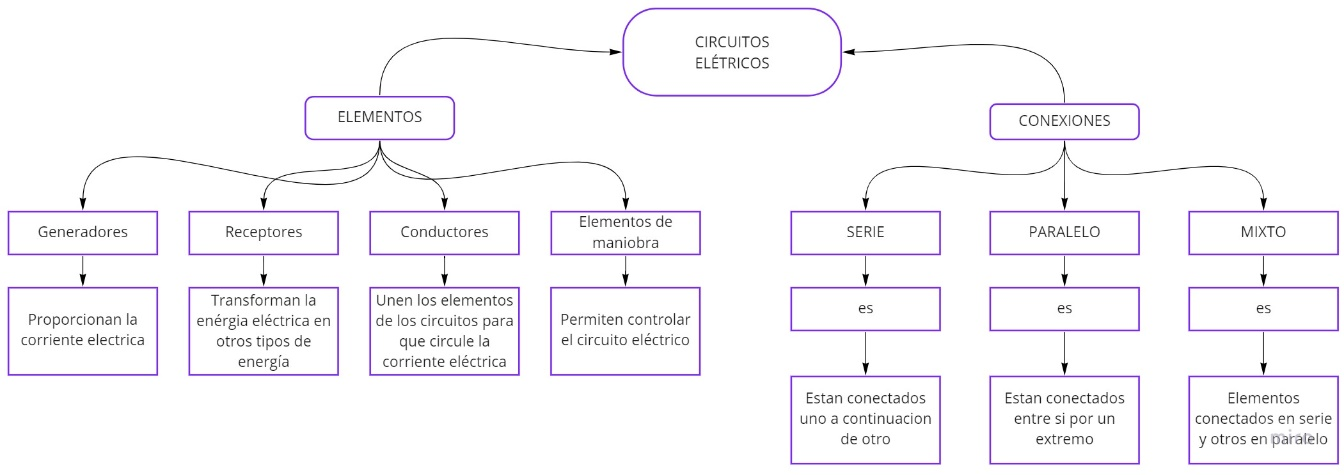 CIRCUITOS
ELÉTRICOS
ELEMENTOS
CONEXIONES
Generadores
Receptores
Conductores
Elementos de
maniobra
SERIE
PARALELO
MIXTO
Proporcionan la
corriente electrica
Transforman la
enérgia eléctrica en
otros tipos de
energía
Unen los elementos
de los circuitos para
que circule la
corriente eléctrica
Permiten controlar
el circuito eléctrico
es
es
es
Estan conectados
uno a continuacion
de otro
Estan conectados
entre si por un
extremo
Elementos
conectados en serie
y otros en paralelo
miro